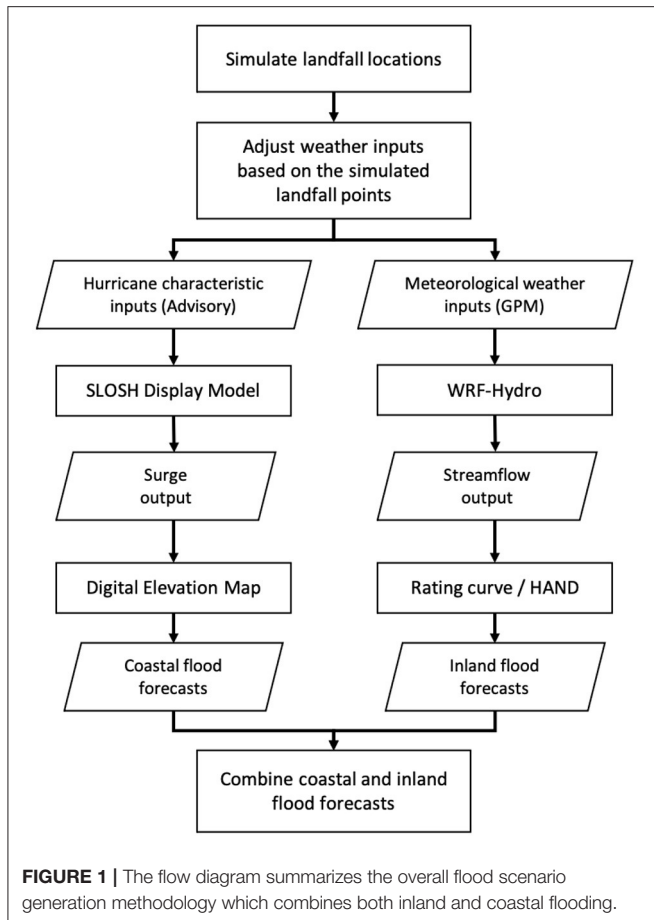 Simulate landfall locations
Adjust weather inputs
based on the simulated
landfall points
Hurricane characteristic
inputs (Advisory)
Meteorological weather
inputs (GPM)
SLOSH Display Model
WRF-Hydro
Surge
output
Streamflow
output
Digital Elevation Map
Rating curve / HAND
Coastal flood
forecasts
Inland flood
forecasts
Combine coastal and inland
flood forecasts
FIGURE 1 | The flow diagram summarizes the overall flood scenario
generation methodology which combines both inland and coastal flooding.